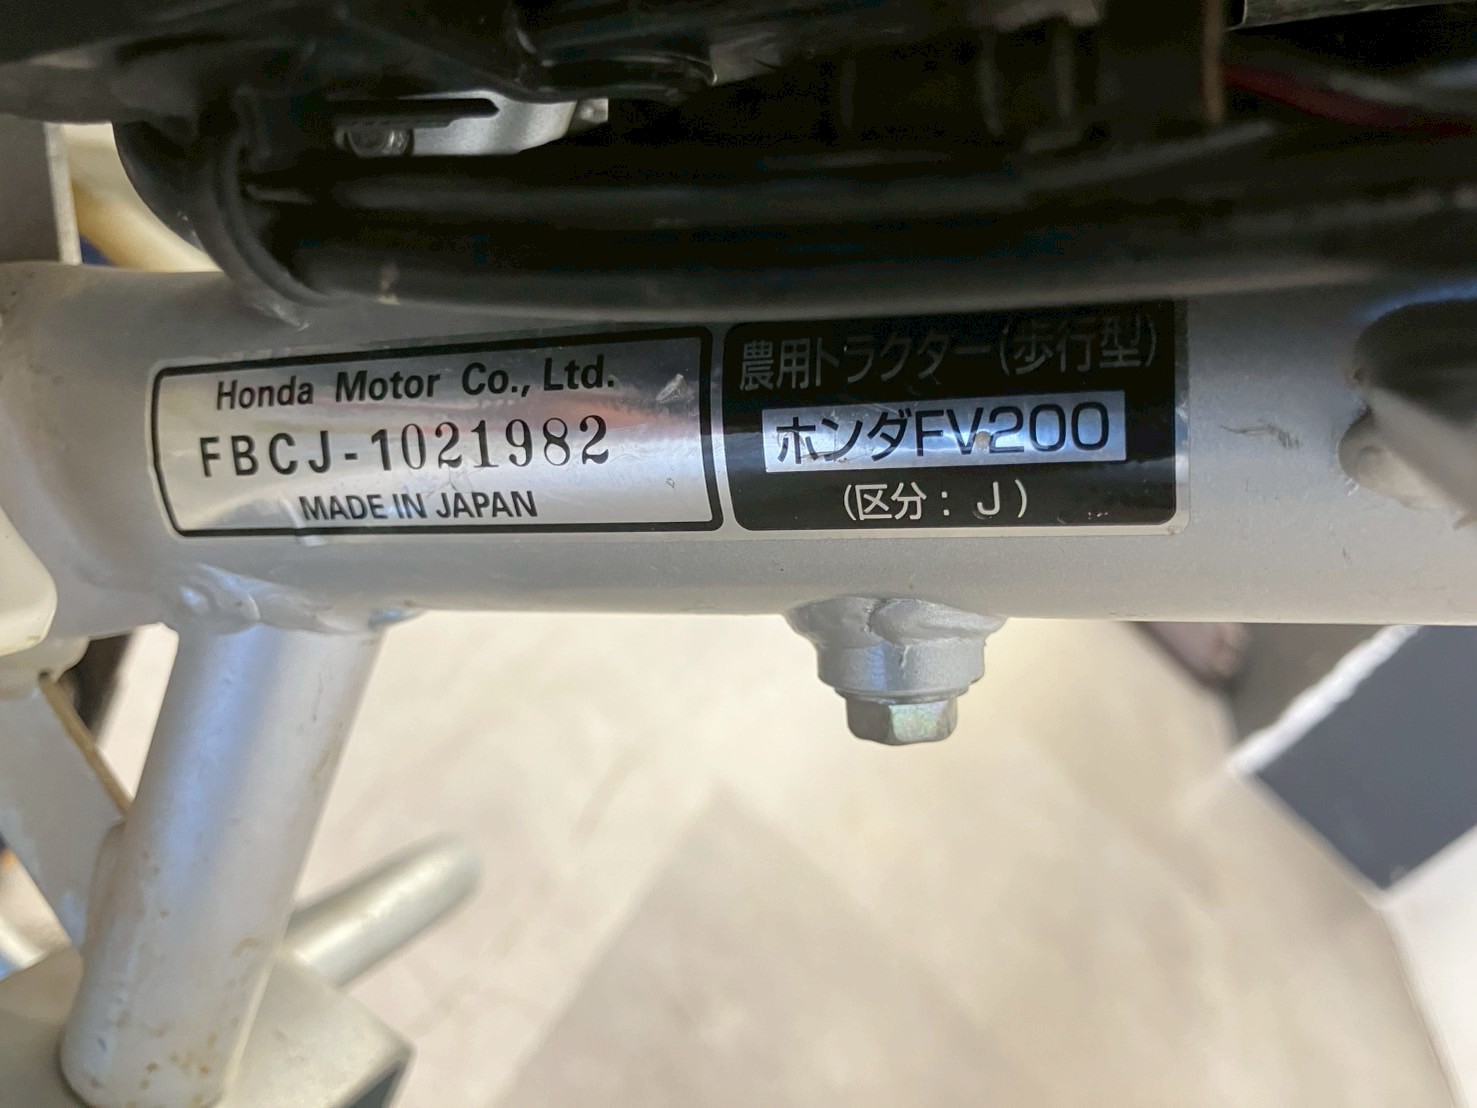 Honda Motor Co., Ltd.
FBCJ-1021982
MADE IN JAPAN
農用トラクター(歩行型)
ホンダFV200
(区分：J)